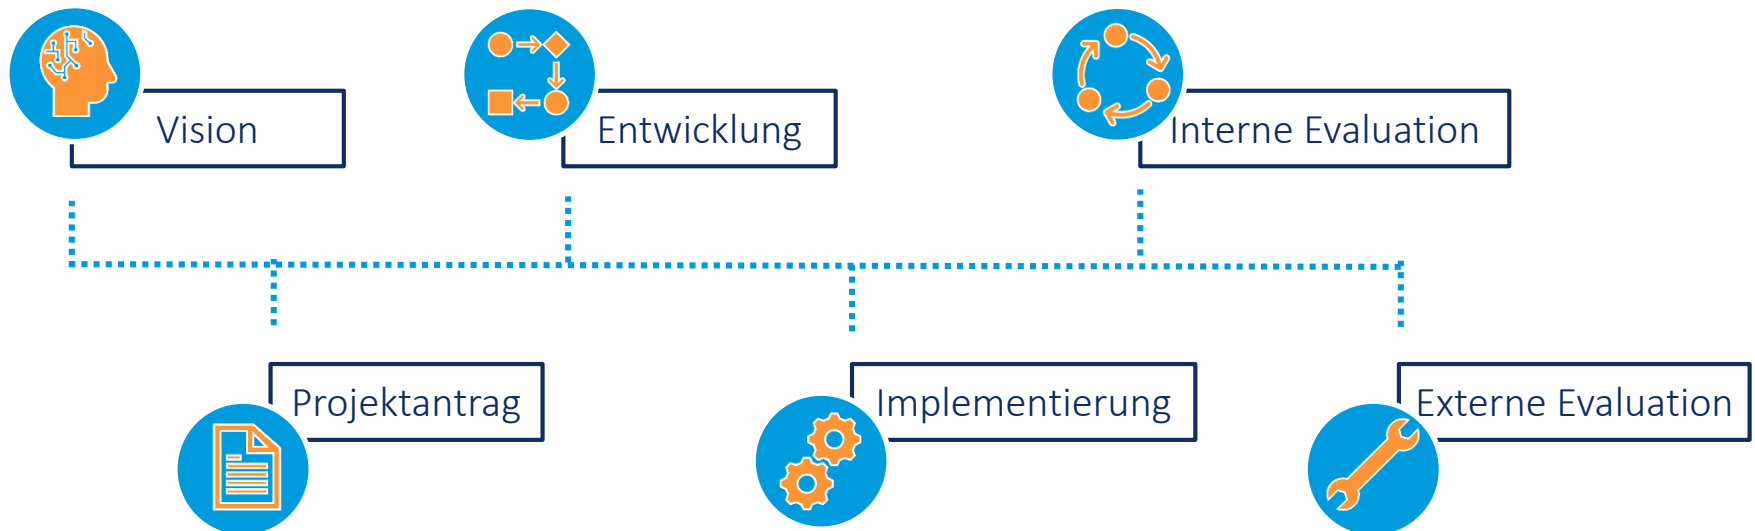 Vision
Entwicklung
Interne Evaluation
Projektantrag
Implementierung
Externe Evaluation